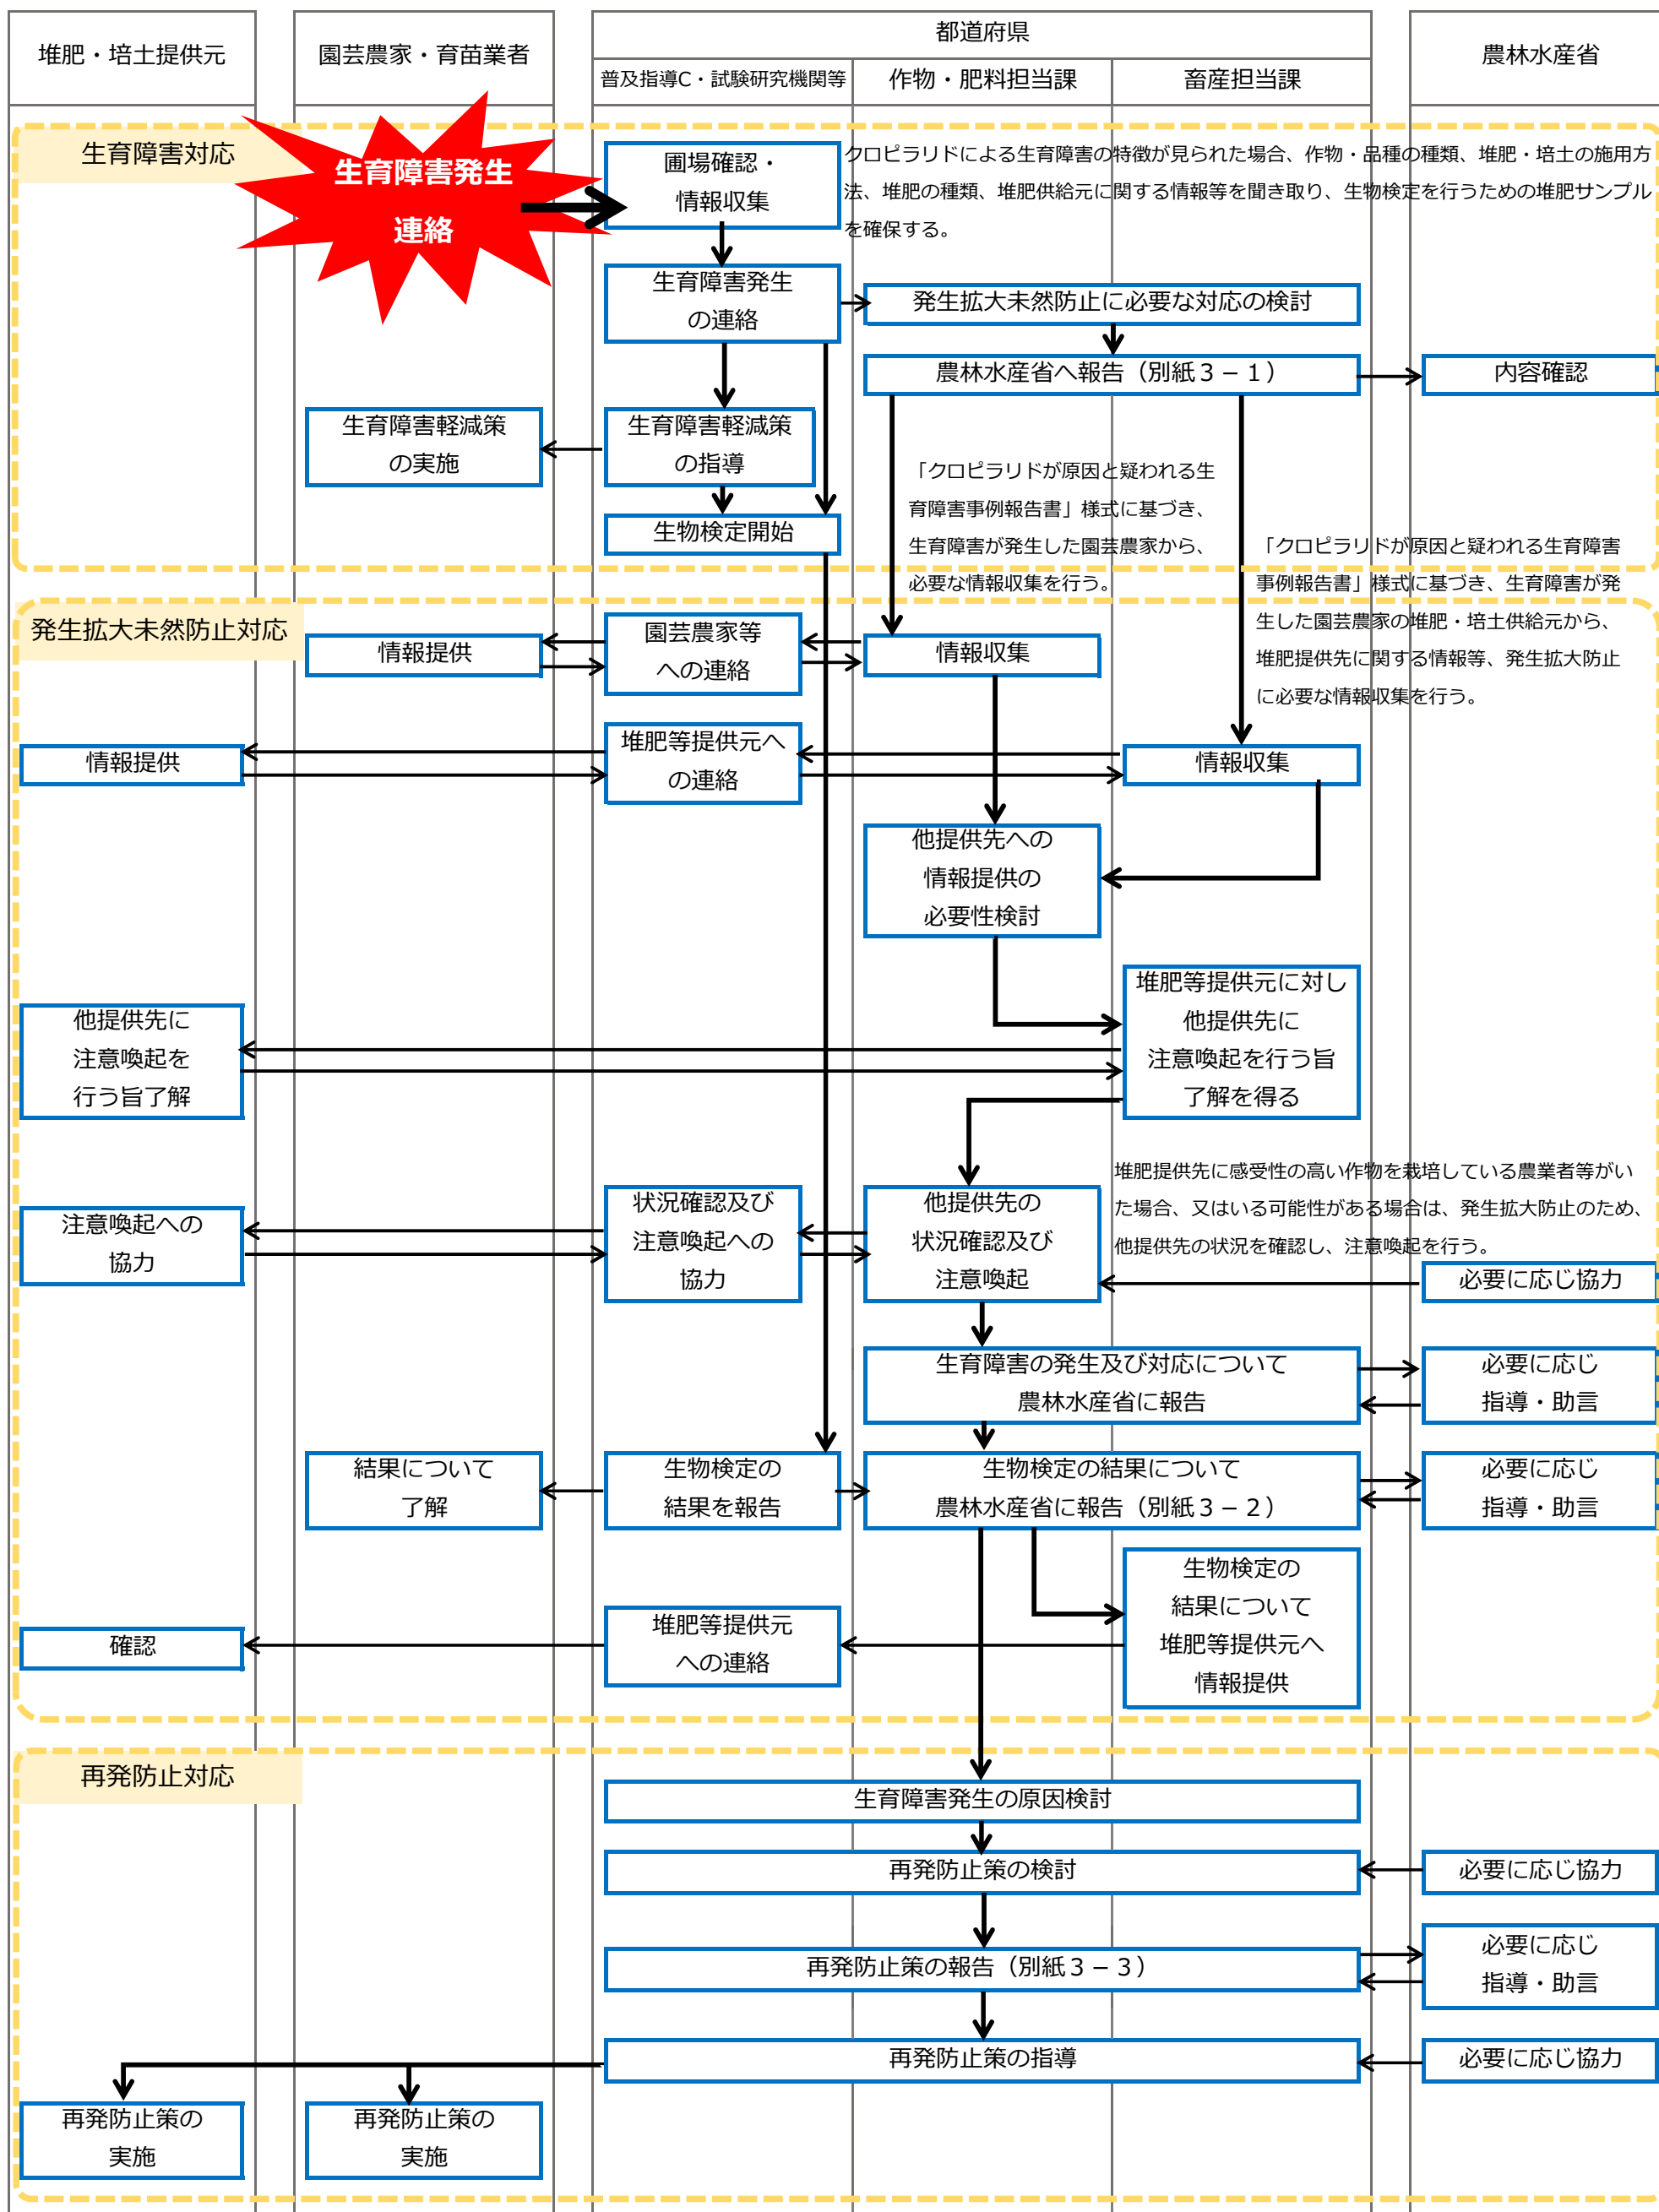 堆肥・培土提供元
園芸農家・育苗業者
都道府県
農林水産省
普及指導C・試験研究機関等
作物・肥料担当課
畜産担当課
生育障害対応
生育障害発生
連絡
圃場確認・
情報収集
クロピラリドによる生育障害の特徴が見られた場合、作物・品種の種類、堆肥・培土の施用方
法、堆肥の種類、堆肥供給元に関する情報等を聞き取り、生物検定を行うための堆肥サンプル
を確保する。
生育障害発生
の連絡
発生拡大未然防止に必要な対応の検討
農林水産省へ報告（別紙３－１）
内容確認
生育障害軽減策
の実施
生育障害軽減策
の指導
生物検定開始
「クロピラリドが原因と疑われる生
育障害事例報告書」様式に基づき、
生育障害が発生した園芸農家から、
必要な情報収集を行う。
「クロピラリドが原因と疑われる生育障害
事例報告書」様式に基づき、生育障害が発
生した園芸農家の堆肥・培土供給元から、
堆肥提供先に関する情報等、発生拡大防止
に必要な情報収集を行う。
発生拡大未然防止対応
情報提供
園芸農家等
への連絡
情報収集
情報提供
堆肥等提供元へ
の連絡
情報収集
他提供先への
情報提供の
必要性検討
他提供先に
注意喚起を
行う旨了解
堆肥等提供元に対し
他提供先に
注意喚起を行う旨
了解を得る
堆肥提供先に感受性の高い作物を栽培している農業者等がい
た場合、又はいる可能性がある場合は、発生拡大防止のため、
他提供先の状況を確認し、注意喚起を行う。
注意喚起への
協力
状況確認及び
注意喚起への
協力
他提供先の
状況確認及び
注意喚起
必要に応じ協力
生育障害の発生及び対応について
農林水産省に報告
必要に応じ
指導・助言
結果について
了解
生物検定の
結果を報告
生物検定の結果について
農林水産省に報告（別紙３－２）
必要に応じ
指導・助言
生物検定の
結果について
堆肥等提供元へ
情報提供
堆肥等提供元
への連絡
確認
再発防止対応
生育障害発生の原因検討
再発防止策の検討
必要に応じ協力
再発防止策の報告（別紙３－３）
必要に応じ
指導・助言
再発防止策の指導
必要に応じ協力
再発防止策の
実施
再発防止策の
実施